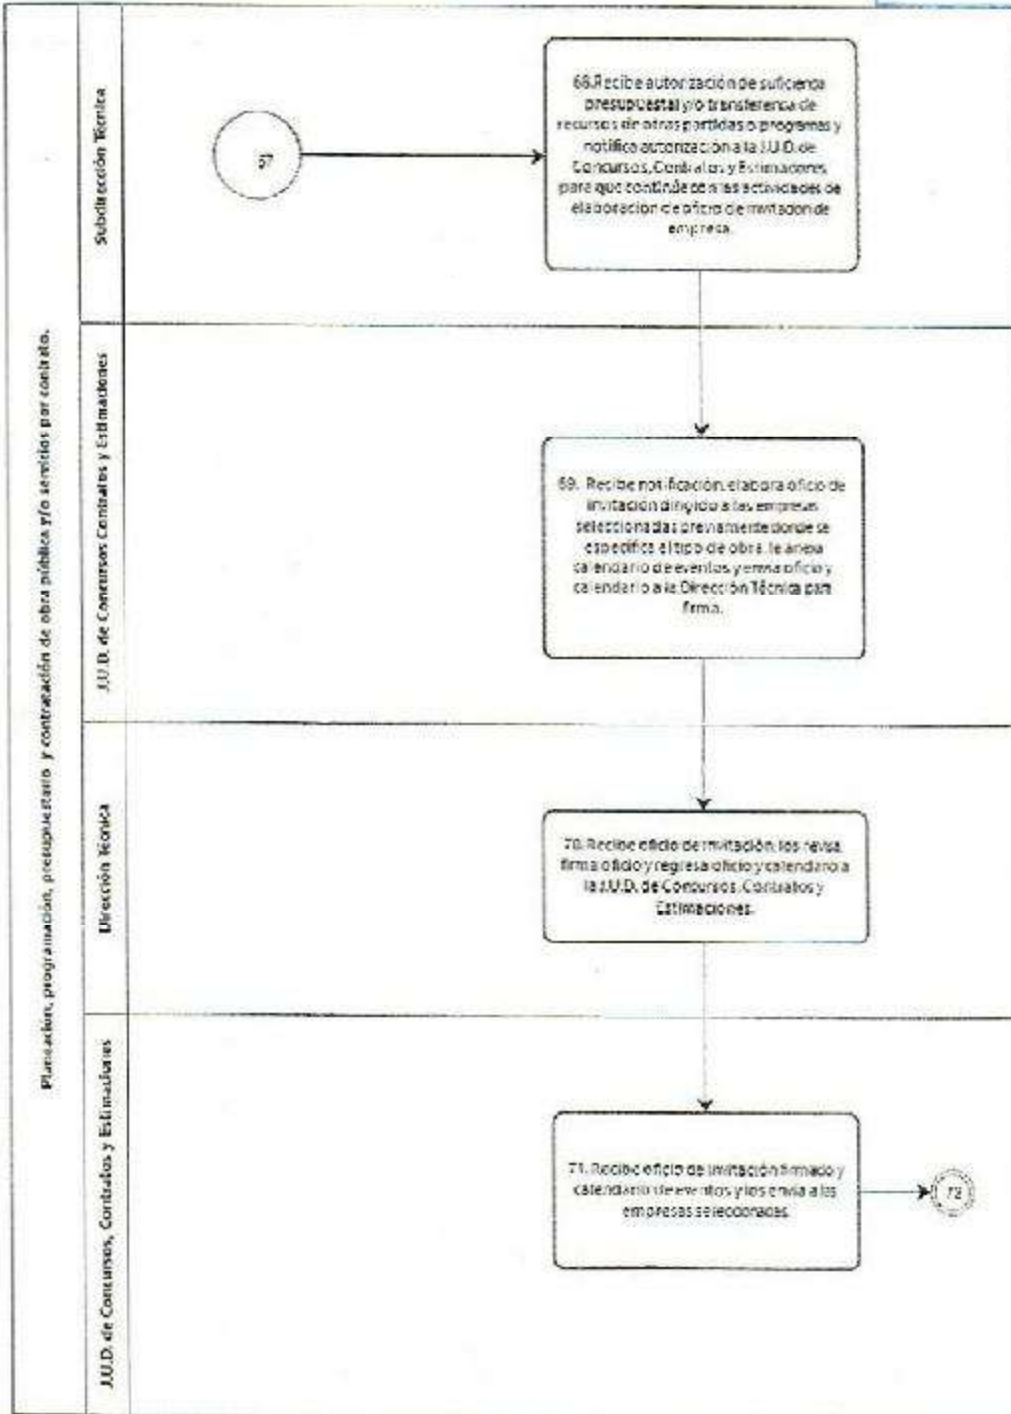 Planeación, programación, presupuestario y contratación de obra pública y/o servicios por contrato.
Subdirección Técnica
67
68. Recibe autorización de suficiencia
presupuestal y/o transferencia de
recursos de otras partidas o programas y
notifica autorización a la J.U.D. de
Concursos, Contratos y Estimaciones,
para que continúe con las actividades de
elaboración de oficio de invitación de
empresa.
J.U.D. de Concursos Contratos y Estimaciones
69. Recibe notificación, elabora oficio de
invitación dirigido a las empresas
seleccionadas previamente donde se
especifica el tipo de obra, le anexa
calendario de eventos y envia oficio y
calendario a la Dirección Técnica para
firma.
Dirección Técnica
70. Recibe oficio de invitación, los revisa,
firma oficio y regresa oficio y calendario a
la J.U.D. de Concursos, Contratos y
Estimaciones.
J.U.D. de Concursos, Contratos y Estimaciones
71. Recibe oficio de invitación firmado y
calendario de eventos y los envía a las
empresas seleccionadas.
72